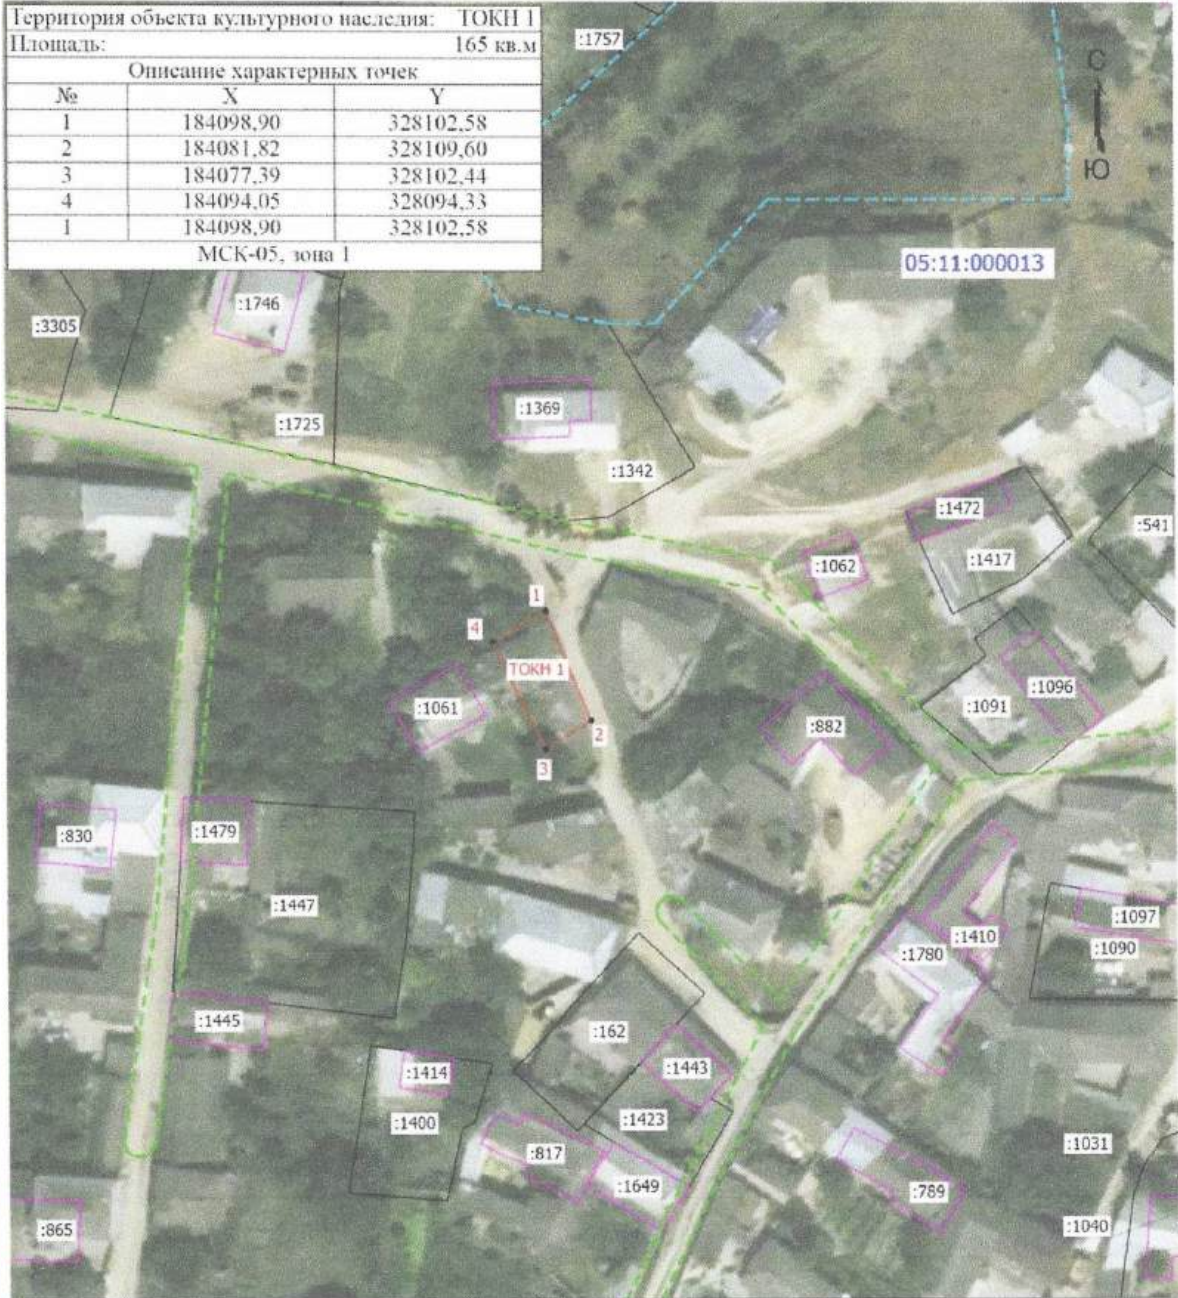 Территория объекта культурного наследия: ТОКН 1
Площадь: 165 кв.м
Описание характерных точек
№ X Y
1 184098,90 328102,58
2 184081,82 328109,60
3 184077,39 328102,44
4 184094,05 328094,33
1 184098,90 328102,58
МСК-05, зона 1
:1757
С
Ю
05:11:000013
:1746
:3305
:1369
:1725
:1342
:1472
:541
:1417
:1062
1
4
ТОКН 1
:1061
:1096
:1091
2
:882
3
:830
:1479
:1447
:1097
:1410
:1090
:1780
:1445
:162
:1443
:1414
:1400
:1423
:1031
:817
:1649
:789
:865
:1040